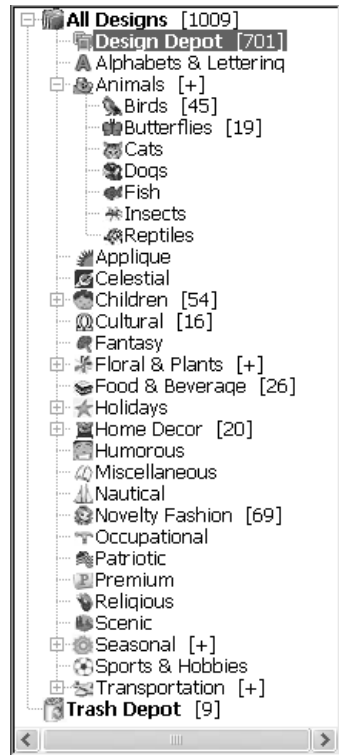 All Designs [1009]
Design Depot [701]
Alphabets & Lettering
Animals [+]
Birds [45]
Butterflies [19]
Cats
Dogs
Fish
Insects
Reptiles
Applique
Celestial
Children [54]
Cultural [16]
Fantasy
Floral & Plants [+]
Food & Beverage [26]
Holidays
Home Decor [20]
Humorous
Miscellaneous
Nautical
Novelty Fashion [69]
Occupational
Patriotic
Premium
Religious
Scenic
Seasonal [+]
Sports & Hobbies
Transportation [+]
Trash Depot [9]